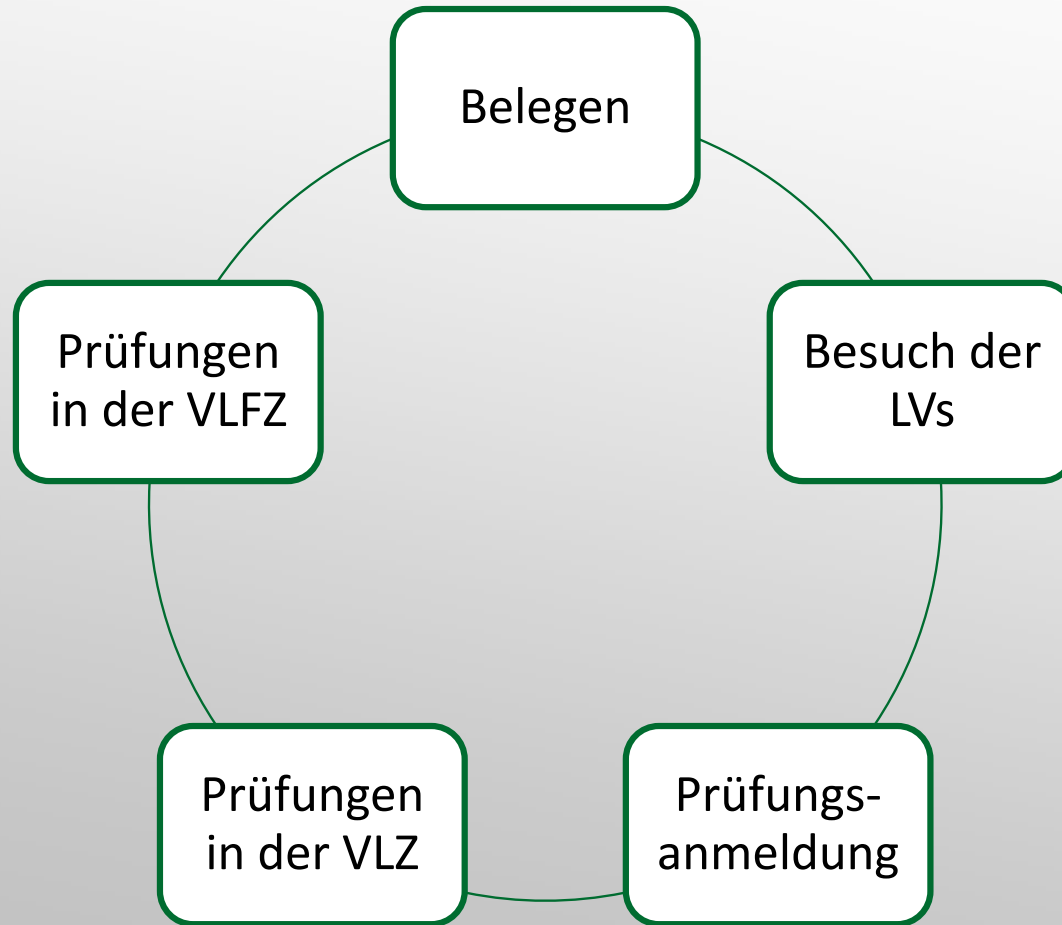 Belegen
Besuch der
LVs
Prüfungs-
anmeldung
Prüfungen
in der VLZ
Prüfungen
in der VLFZ